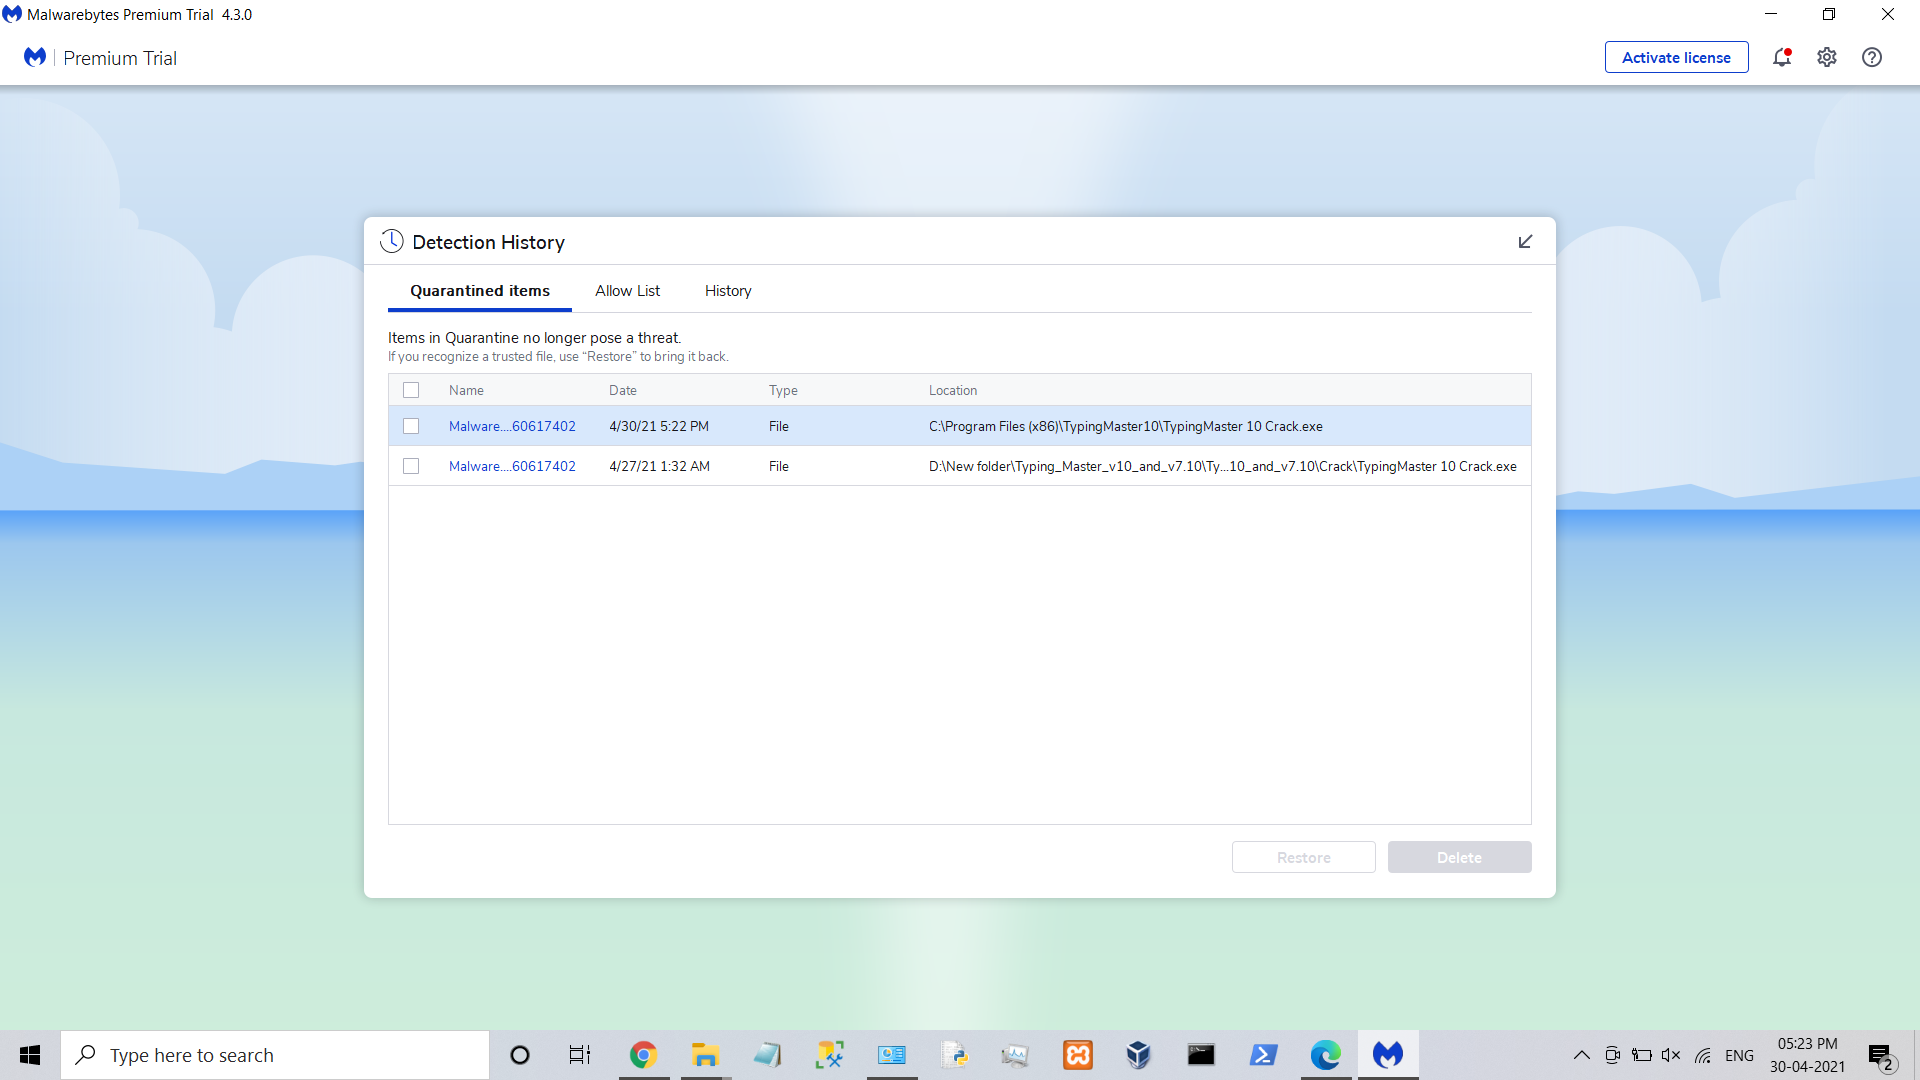 Malwarebytes Premium Trial 4.3.0
Premium Trial
Activate license
Detection History
Quarantined items Allow List History
Items in Quarantine no longer pose a threat.
If you recognize a trusted file, use “Restore” to bring it back.
Name Date Type Location
Malware....60617402 4/30/21 5:22 PM File C:\Program Files (x86)\TypingMaster10\TypingMaster 10 Crack.exe
Malware....60617402 4/27/21 1:32 AM File D:\New folder\Typing_Master_v10_and_v7.10\Ty...10_and_v7.10\Crack\TypingMaster 10 Crack.exe
Restore Delete
Type here to search
ENG
05:23 PM
30-04-2021
2